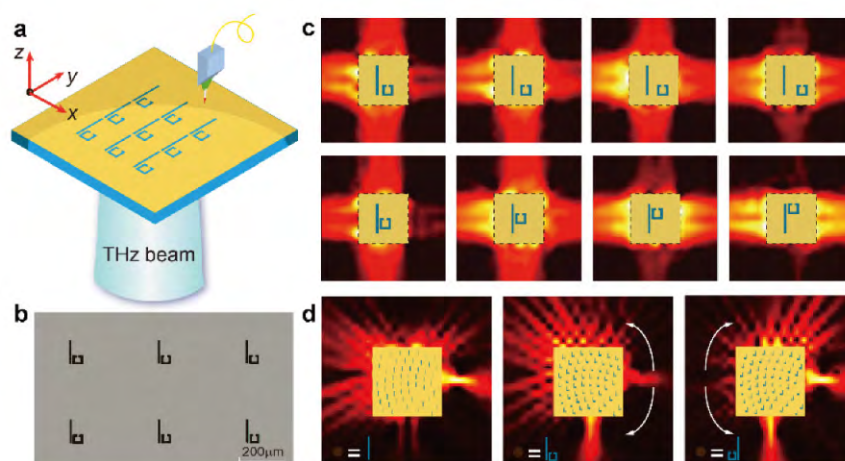 a
z
y
x
THz beam
b
200μm
c
d
=
=
=